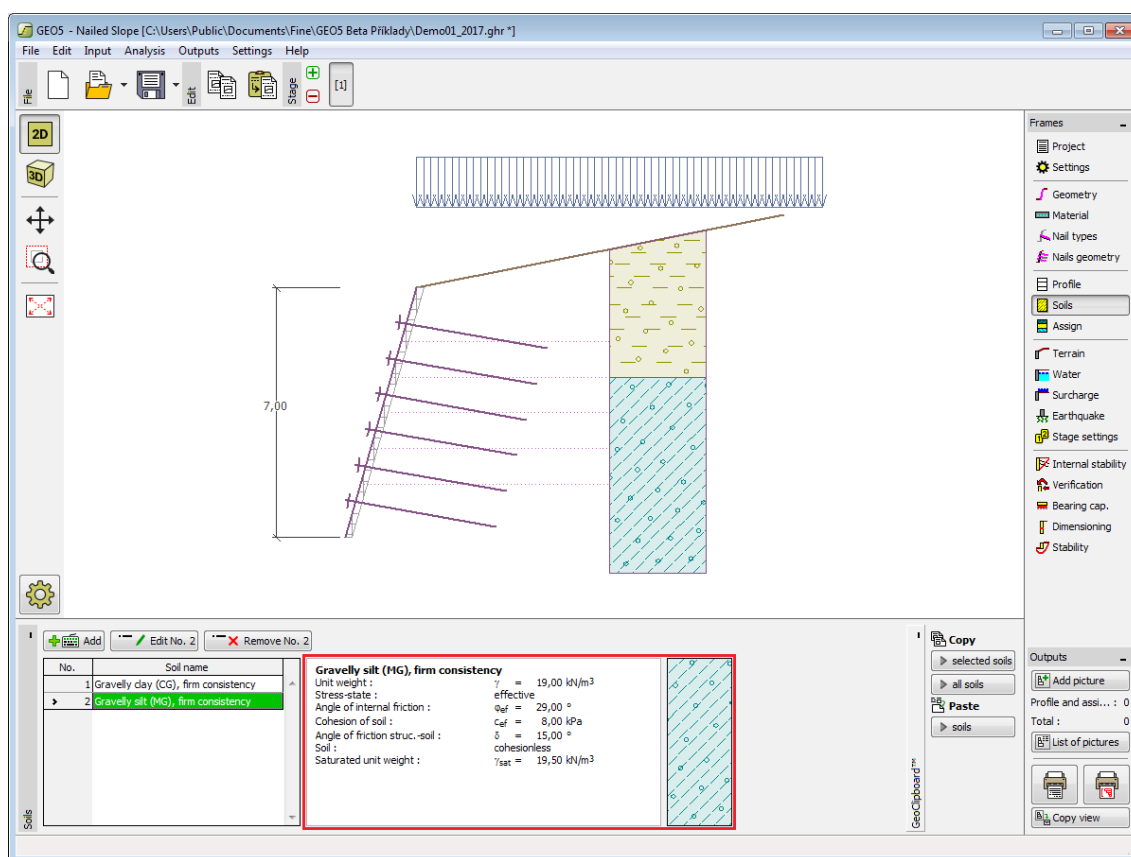 GEO5 - Nailed Slope [C:\Users\Public\Documents\Fine\GEO5 Beta Příklady\Demo01_2017.ghr *]
File Edit Input Analysis Outputs Settings Help
File
Edit
Stage
[1]
2D
3D
7,00
Frames
Project
Settings
Geometry
Material
Nail types
Nails geometry
Profile
Soils
Assign
Terrain
Water
Surcharge
Earthquake
Stage settings
Internal stability
Verification
Bearing cap.
Dimensioning
Stability
Soils
Add Edit No. 2 Remove No. 2
No. Soil name
1 Gravelly clay (CG), firm consistency
2 Gravelly silt (MG), firm consistency
Gravelly silt (MG), firm consistency
Unit weight : γ = 19,00 kN/m³
Stress-state : effective
Angle of internal friction : φef = 29,00 °
Cohesion of soil : cef = 8,00 kPa
Angle of friction struc.-soil : δ = 15,00 °
Soil : cohesionless
Saturated unit weight : γsat = 19,50 kN/m³
GeoClipboard™
Copy
selected soils
all soils
Paste
soils
Outputs
Add picture
Profile and assi... : 0
Total : 0
List of pictures
Copy view